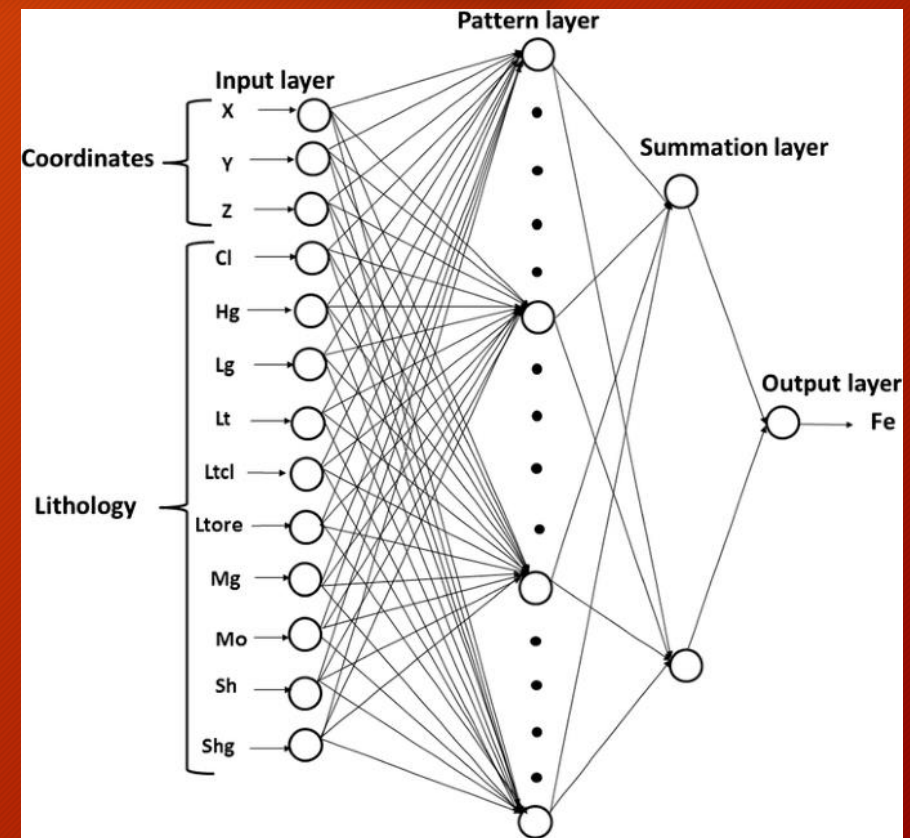 Pattern layer
Input layer
X
Coordinates
Y
Z
Summation layer
Cl
Hg
Lg
Output layer
Lt
Fe
Ltcl
Lithology
Ltore
Mg
Mo
Sh
Shg